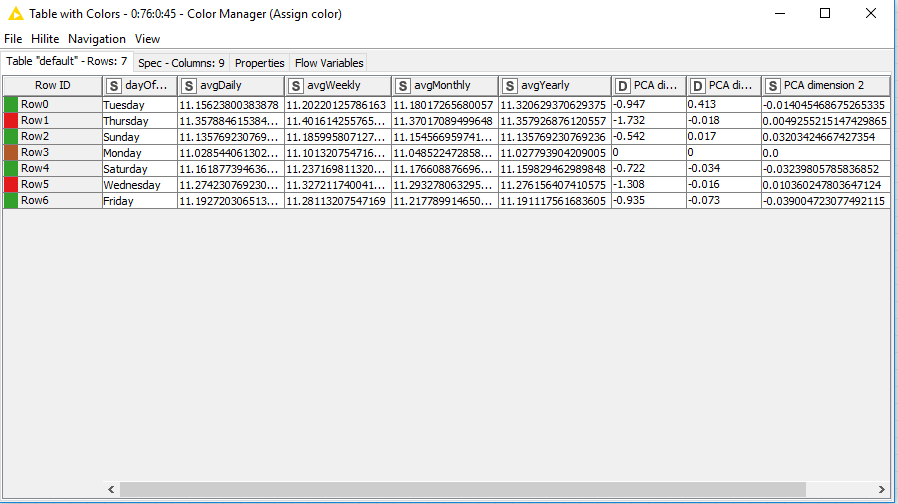 Table with Colors - 0:76:0:45 - Color Manager (Assign color)
File Hilite Navigation View
Table "default" - Rows: 7 Spec - Columns: 9 Properties Flow Variables
Row ID S dayOf... S avgDaily S avgWeekly S avgMonthly S avgYearly D PCA di... D PCA di... S PCA dimension 2
Row0 Tuesday 11.15623800383878 11.20220125786163 11.18017265680057 11.320629370629375 -0.947 0.413 -0.014045468675265335
Row1 Thursday 11.357884615384... 11.401614255765... 11.37017089499648 11.357926876120557 -1.732 -0.018 0.0049255215147429865
Row2 Sunday 11.135769230769... 11.185995807127... 11.154566959741... 11.135769230769236 -0.542 0.017 0.03203424667427354
Row3 Monday 11.028544061302... 11.101320754716... 11.048522472858... 11.027793904209005 0 0 0.0
Row4 Saturday 11.161877394636... 11.237169811320... 11.176608876696... 11.159829462989848 -0.722 -0.034 -0.03239805785836852
Row5 Wednesday 11.274230769230... 11.327211740041... 11.293278063295... 11.276156407410575 -1.308 -0.016 0.010360247803647124
Row6 Friday 11.192720306513... 11.28113207547169 11.217789914650... 11.191117561683605 -0.935 -0.073 -0.039004723077492115